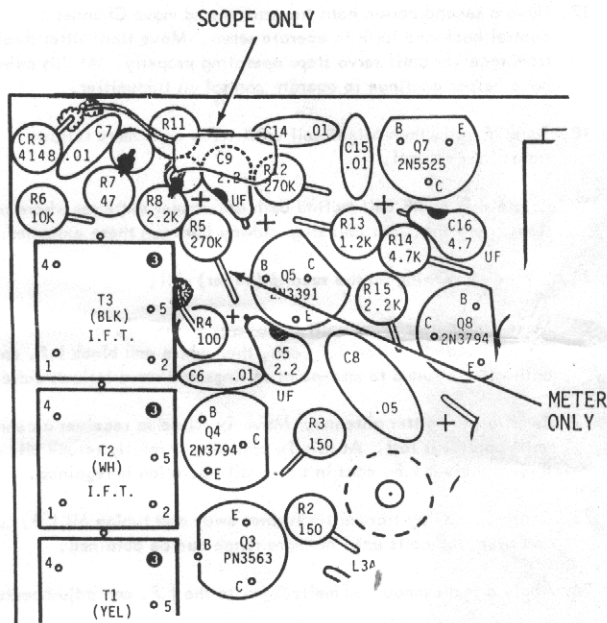 SCOPE ONLY
CR3
4148
C7
.01
R11
C14 .01
C9
2.2
UF
R12
270K
C15
.01
B
E
Q7
2N5525
C
R6
10K
R7
47
R8
2.2K
+
+
R5
270K
R13
1.2K
+
R14
4.7K
C16
4.7
UF
4
3
T3
(BLK)
I.F.T.
5
1
2
B
C
Q5
2N3391
E
R15
2.2K
B
C
Q8
2N3794
E
R4
100
+
C5
2.2
UF
C6 .01
C8
.05
METER
ONLY
4
3
T2
(WH)
I.F.T.
5
1
2
B
Q4
2N3794
C
E
R3
150
+
E
B
Q3
PN3563
C
R2
150
L3A
4
3
T1
(YEL)
5